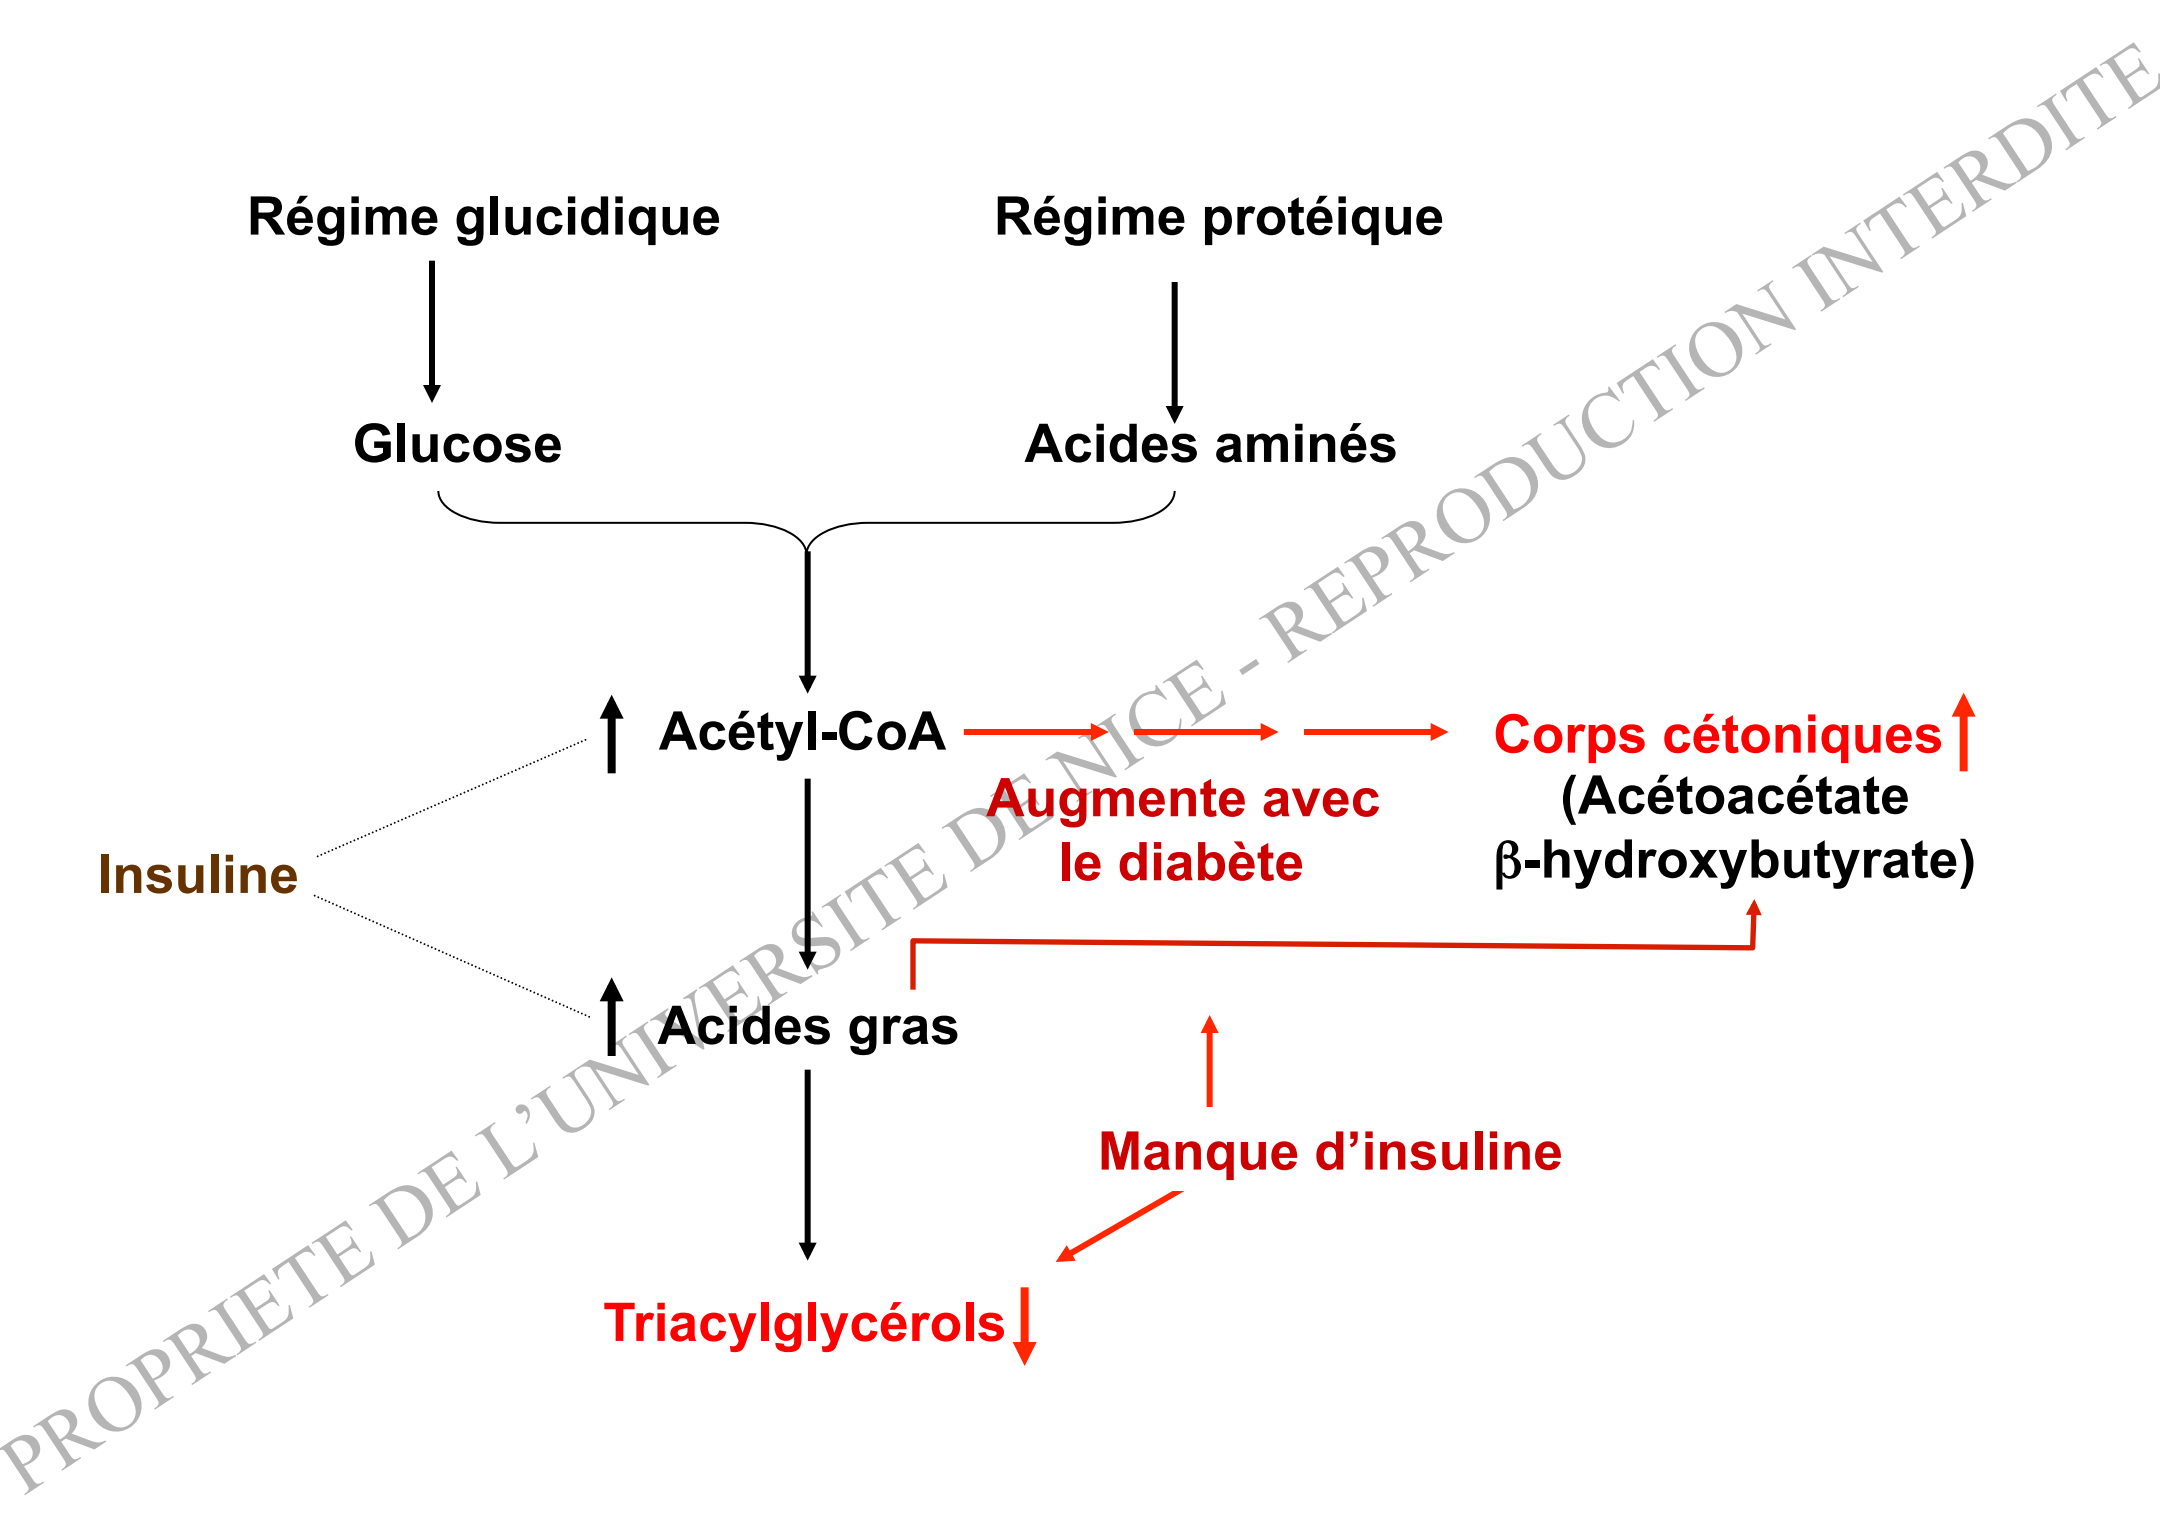 Régime glucidique
Régime protéique
Glucose
Acides aminés
Acétyl-CoA
Corps cétoniques
(Acétoacétate
β-hydroxybutyrate)
Augmente avec
le diabète
Insuline
Acides gras
Manque d’insuline
Triacylglycérols
PROPRIETE DE L’UNIVERSITE DE NICE - REPRODUCTION INTERDITE